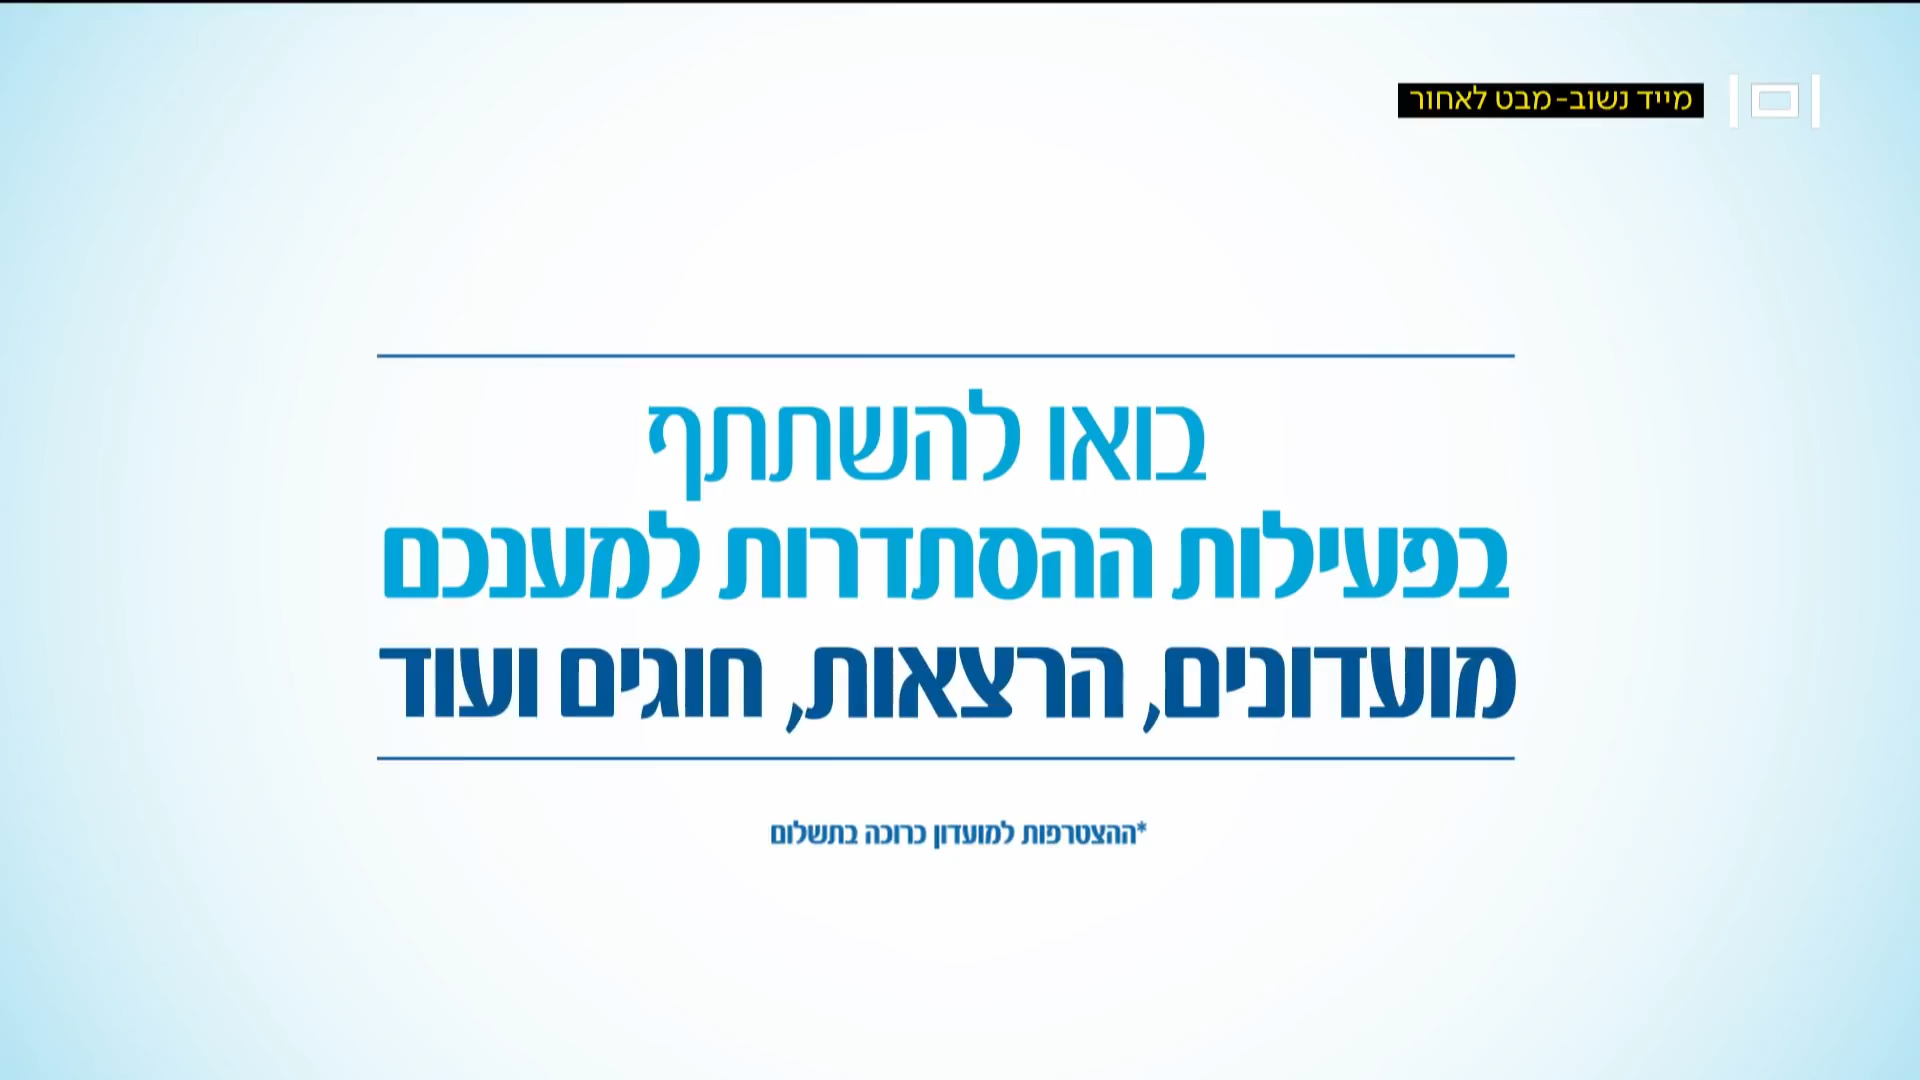 מייד נשוב - מבט לאחור
בואו להשתתף
בפעילות ההסתדרות למענכם
מועדונים, הרצאות, חוגים ועוד
*ההצטרפות למועדון כרוכה בתשלום